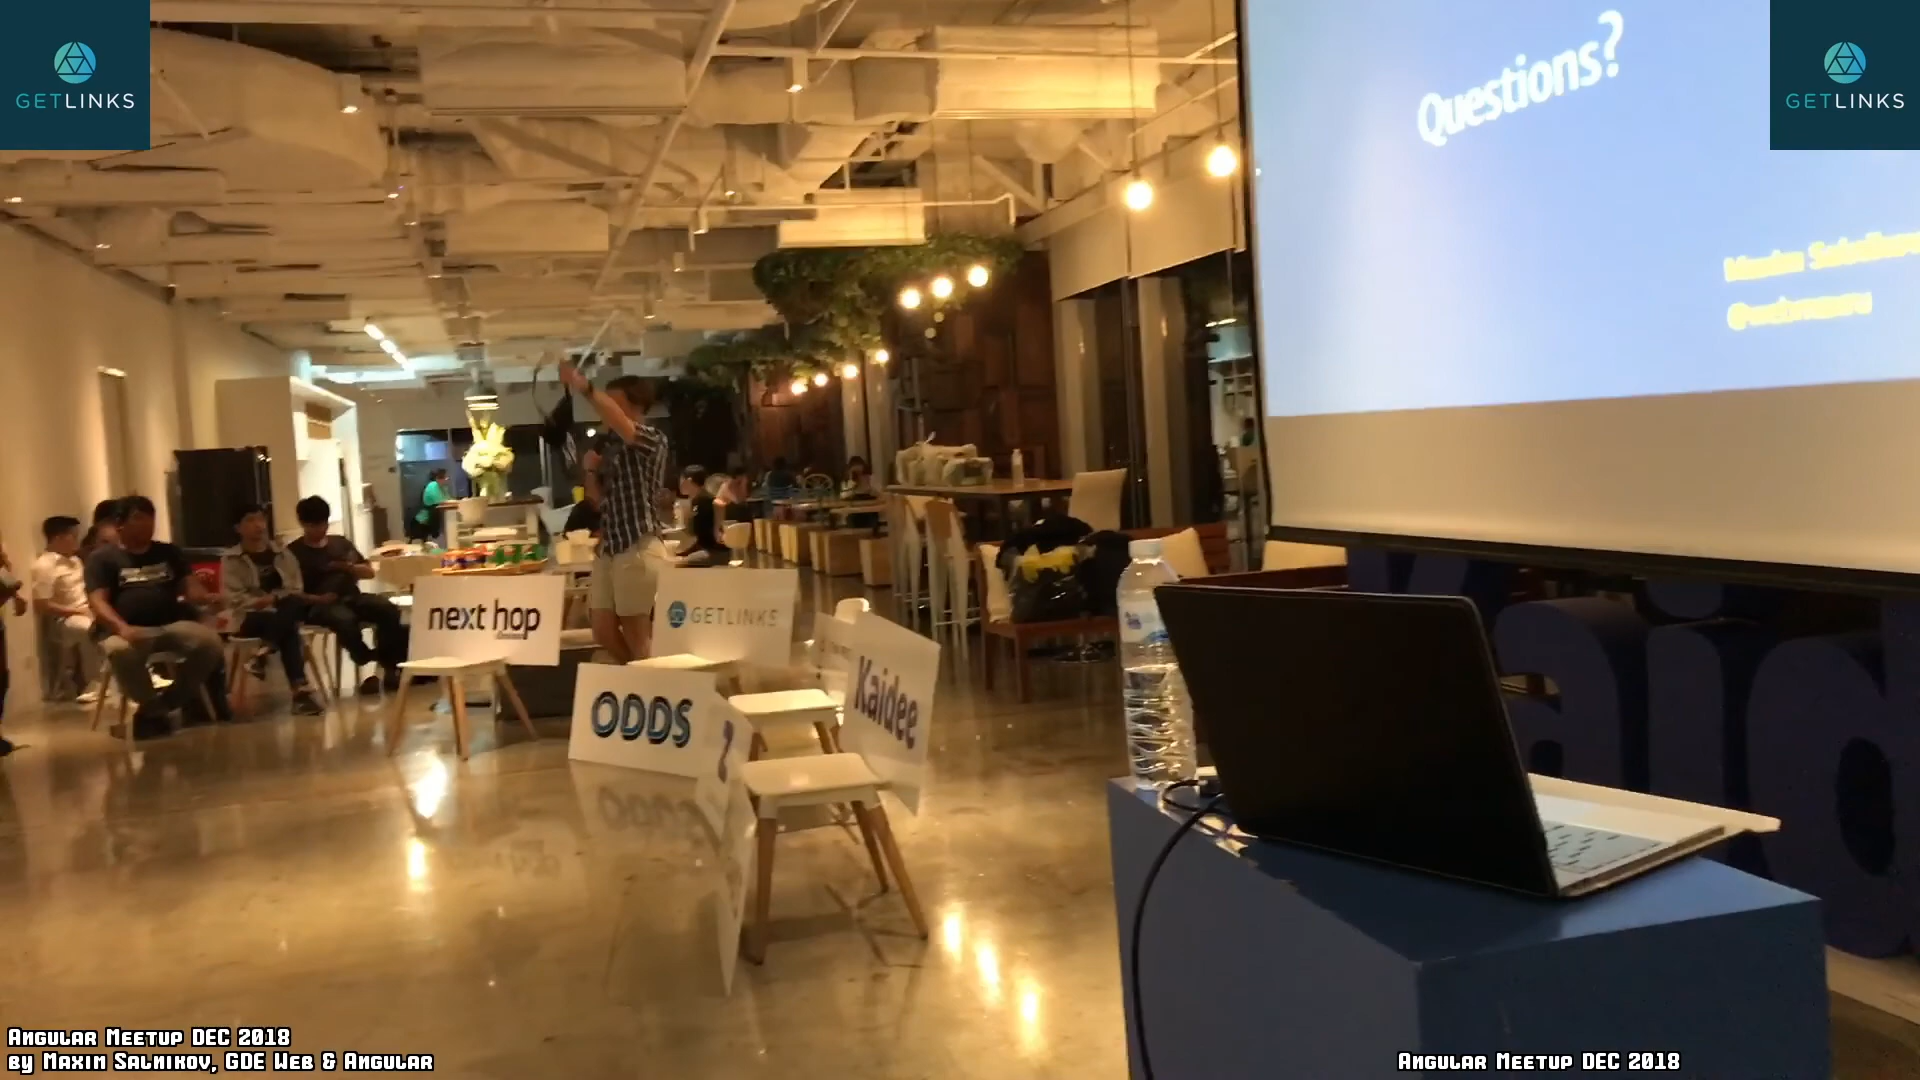 GETLINKS
GETLINKS
Questions?
next hop
GETLINKS
ODDS
Kaidee
Angular Meetup DEC 2018
by Maxim Salnikov, GDE Web & Angular
Angular Meetup DEC 2018